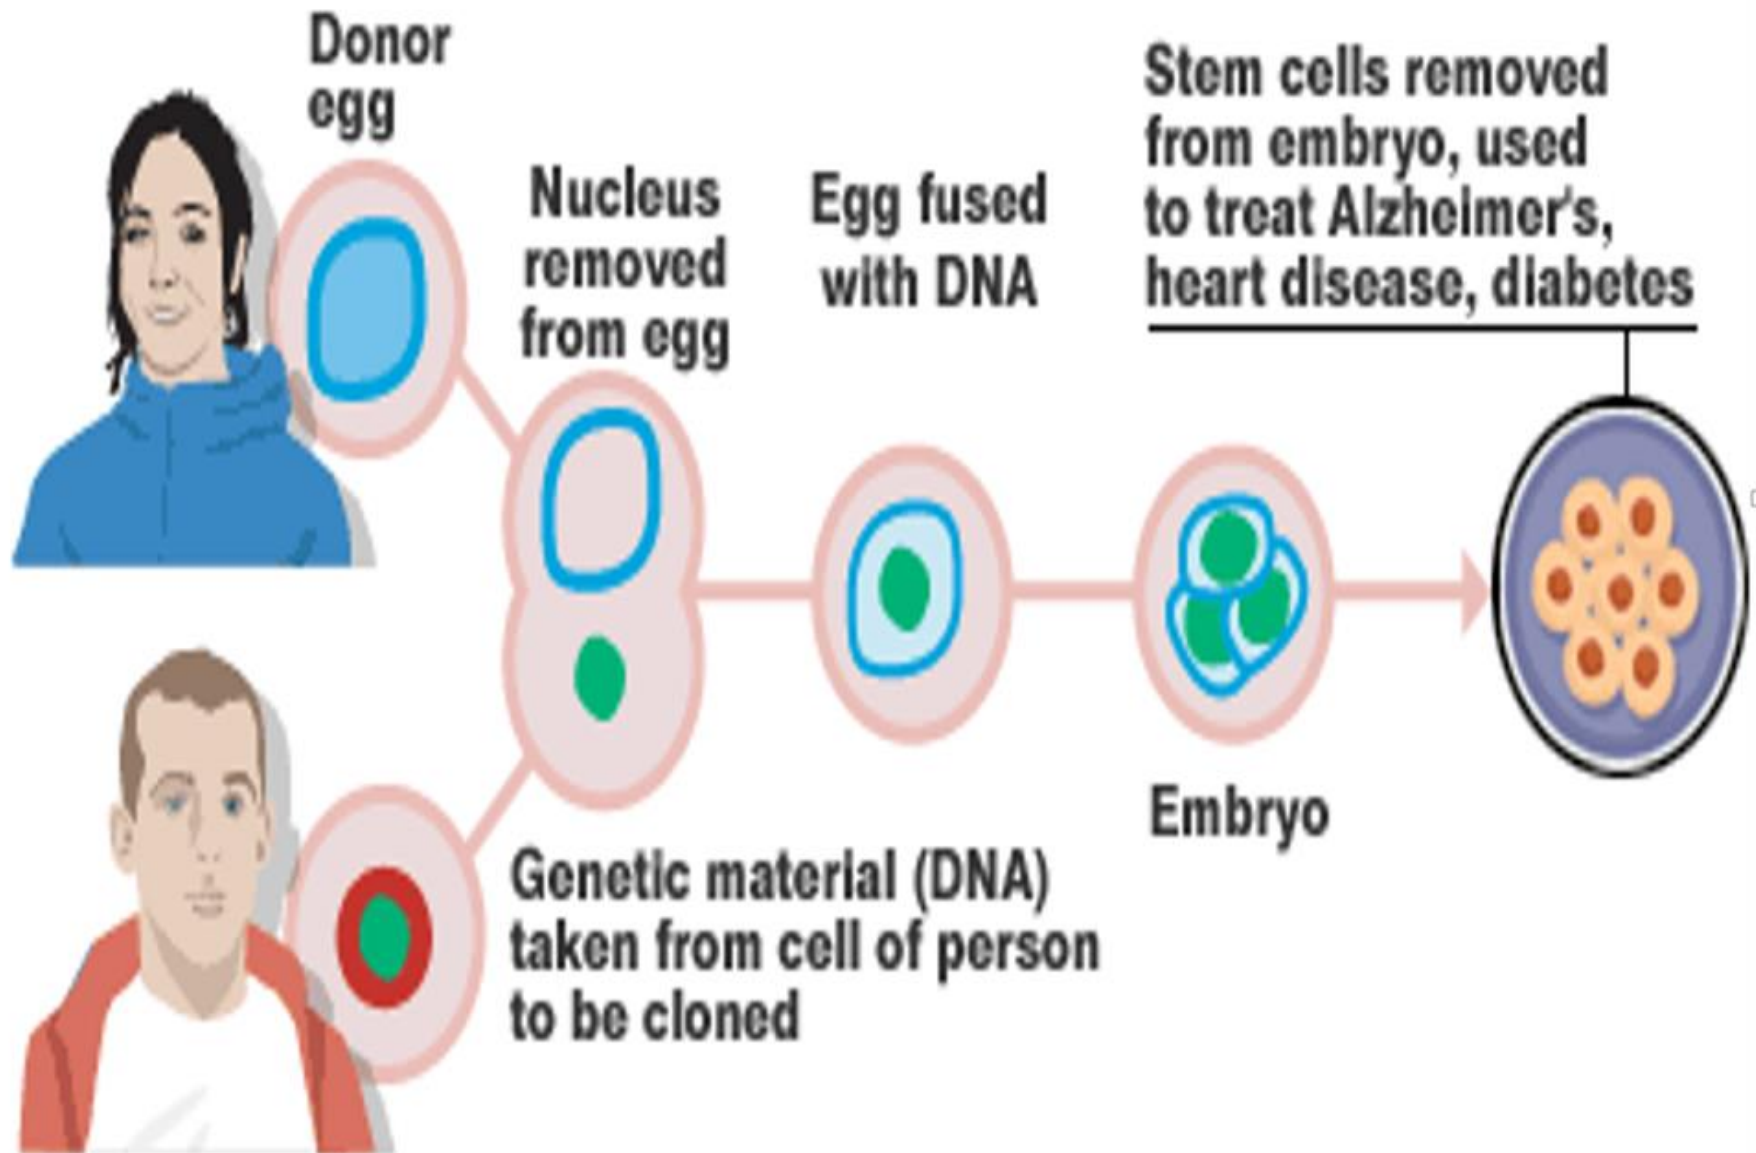 Donor
egg
Nucleus
removed
from egg
Egg fused
with DNA
Stem cells removed
from embryo, used
to treat Alzheimer's,
heart disease, diabetes
Embryo
Genetic material (DNA)
taken from cell of person
to be cloned